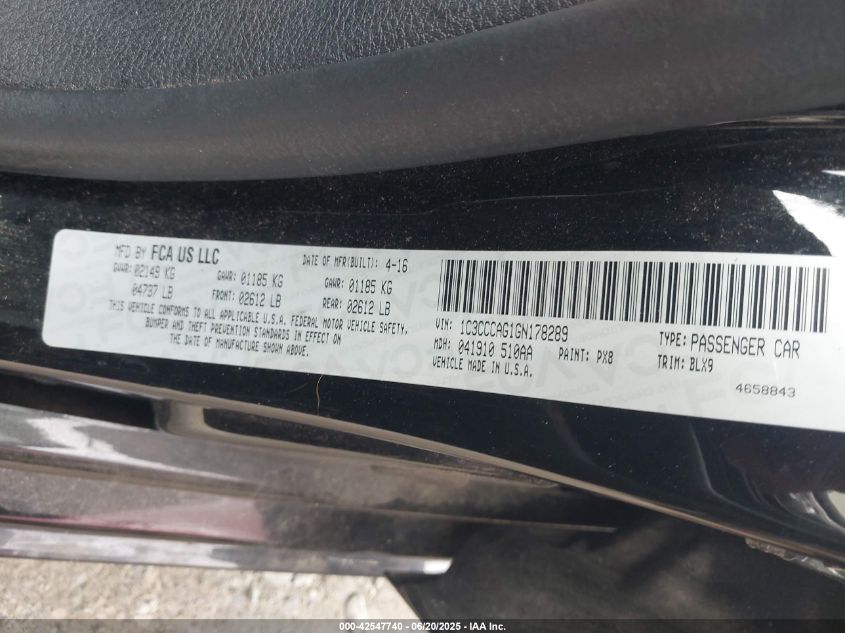 MFD BY FCA US LLC
DATE OF MFR(BUILT): 4-16
GVWR: 02149 KG
GAWR: 01185 KG
GAWR: 01185 KG
04737 LB
FRONT: 02612 LB
REAR: 02612 LB
THIS VEHICLE CONFORMS TO ALL APPLICABLE U.S.A. FEDERAL MOTOR VEHICLE SAFETY,
BUMPER AND THEFT PREVENTION STANDARDS IN EFFECT ON
THE DATE OF MANUFACTURE SHOWN ABOVE.
VIN: 1C3CCCAG1GN178289
TYPE: PASSENGER CAR
MDH: 041910 510AA
PAINT: PX8
TRIM: BLX9
VEHICLE MADE IN U.S.A.
4658843
000-42547740 - 06/20/2025 - IAA Inc.